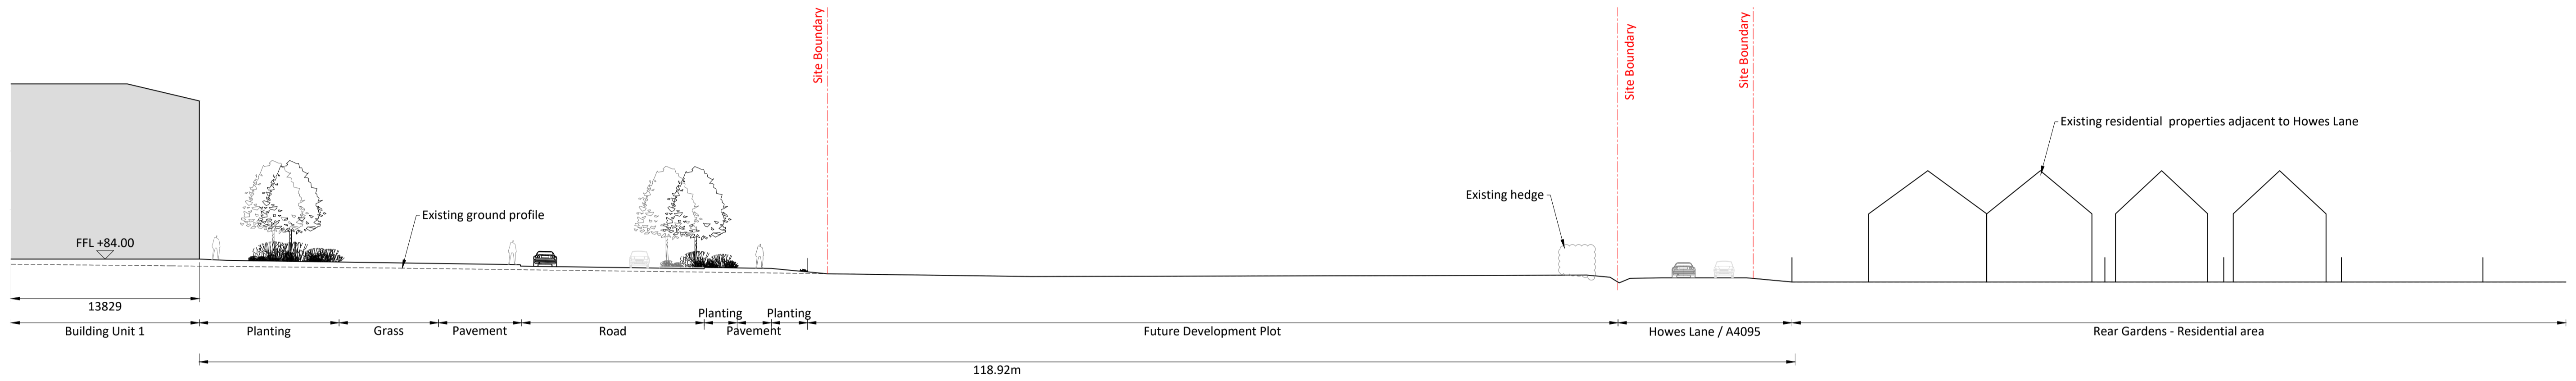 Site Boundary
Site Boundary
Site Boundary
Existing residential  properties adjacent to Howes Lane
Existing hedge
Existing ground profile
FFL +84.00
13829
Building Unit 1
Planting
Grass
Pavement
Road
Planting
Pavement
Planting
Future Development Plot
Howes Lane / A4095
Rear Gardens - Residential area
118.92m